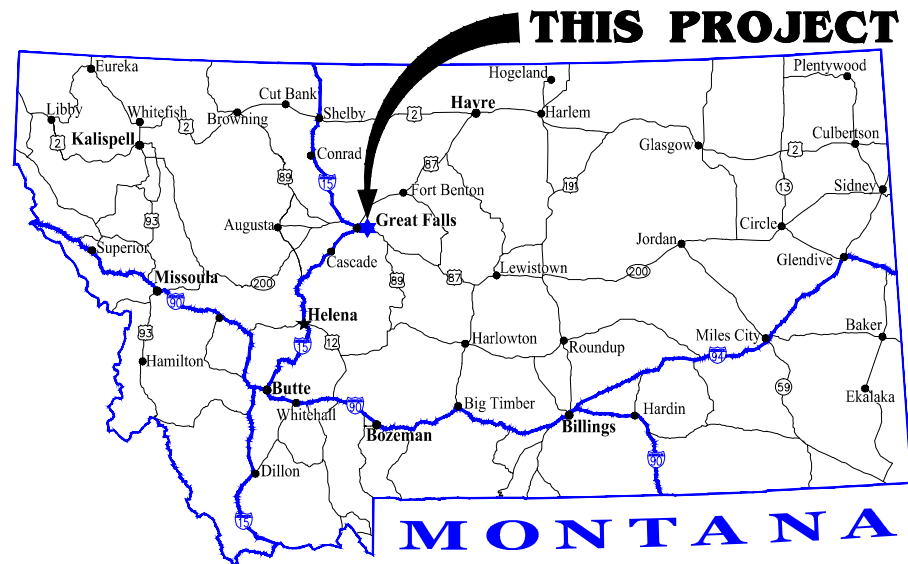 THIS PROJECT
Eureka
Hogeland
Plentywood
Cut Bank
Libby
Whitefish
Browning
Shelby
2
Havre
Harlem
2
2
Kalispell
Glasgow
2
Culbertson
Conrad
87
89
15
191
13
Sidney
Fort Benton
93
Augusta
Great Falls
Circle
Superior
Jordan
Cascade
Glendive
Missoula
200
89
87
Lewistown
200
90
Helena
93
15
12
Harlowton
Roundup
Miles City
Baker
94
Hamilton
59
Butte
Ekalaka
Whitehall
90
Big Timber
Billings
Hardin
Bozeman
90
Dillon
15
MONTANA